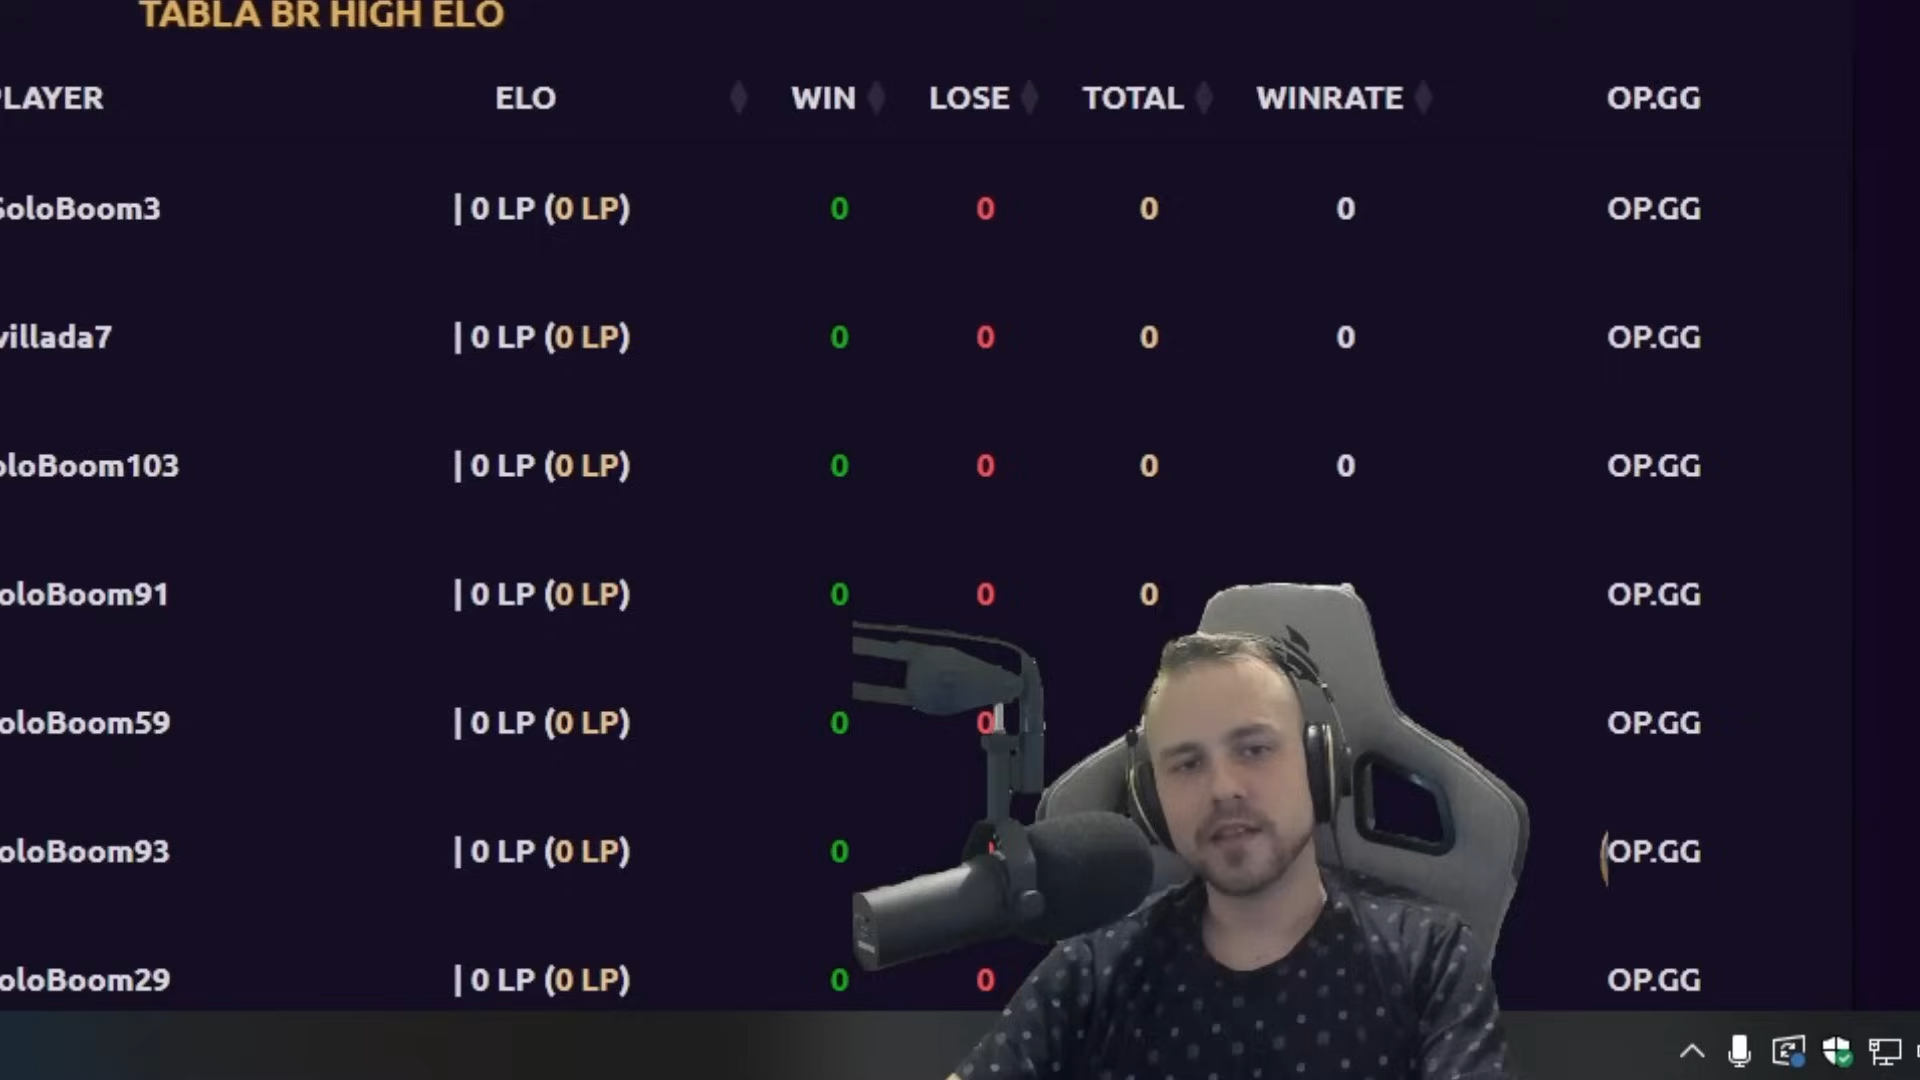 TABLA BR HIGH ELO
PLAYER ELO WIN LOSE TOTAL WINRATE OP.GG
SoloBoom3 | 0 LP (0 LP) 0 0 0 0 OP.GG
villada7 | 0 LP (0 LP) 0 0 0 0 OP.GG
oloBoom103 | 0 LP (0 LP) 0 0 0 0 OP.GG
oloBoom91 | 0 LP (0 LP) 0 0 0 OP.GG
oloBoom59 | 0 LP (0 LP) 0 0 OP.GG
oloBoom93 | 0 LP (0 LP) 0 OP.GG
oloBoom29 | 0 LP (0 LP) 0 0 OP.GG